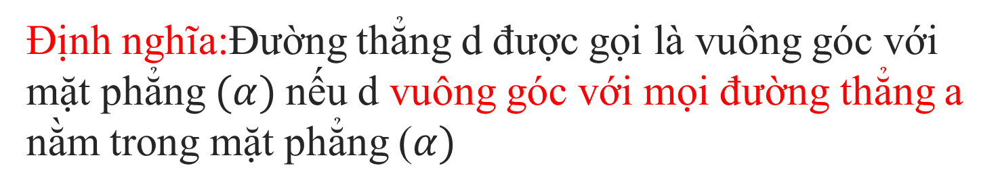 Định nghĩa:Đường thẳng d được gọi là vuông góc với
mặt phẳng (𝛼) nếu d vuông góc với mọi đường thẳng a
nằm trong mặt phẳng (𝛼)